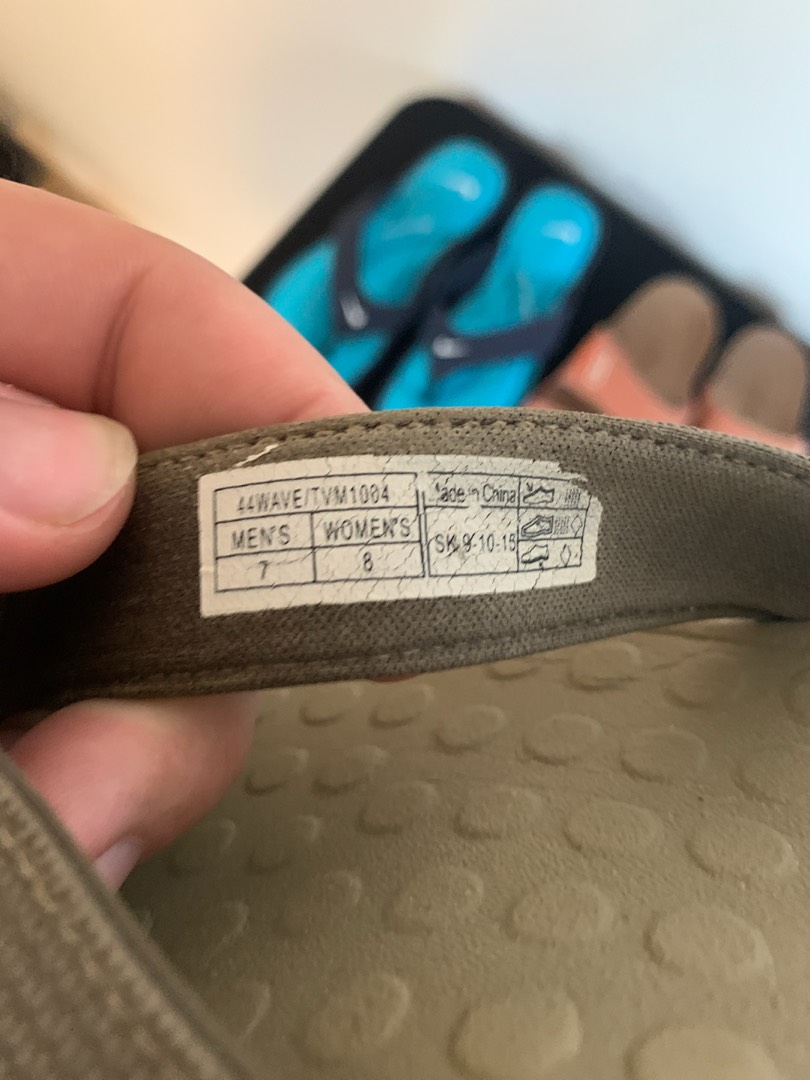 44WAVE/TVM1004
MEN'S WOMEN'S
7 8
Made in China
SK 9-10-15